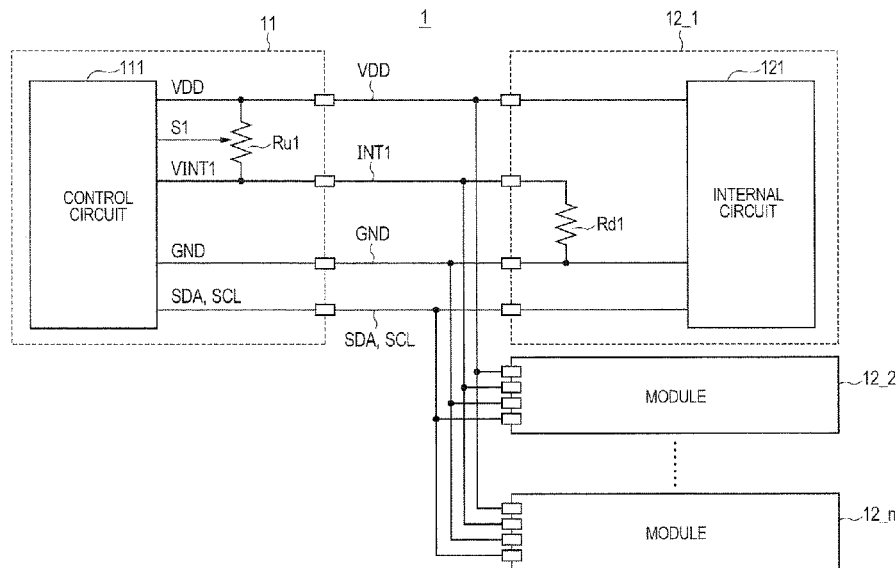 1
11
12_1
111
121
VDD
VDD
S1
Ru1
VINT1
INT1
CONTROL
CIRCUIT
INTERNAL
CIRCUIT
Rd1
GND
GND
SDA, SCL
SDA, SCL
MODULE
12_2
MODULE
12_n